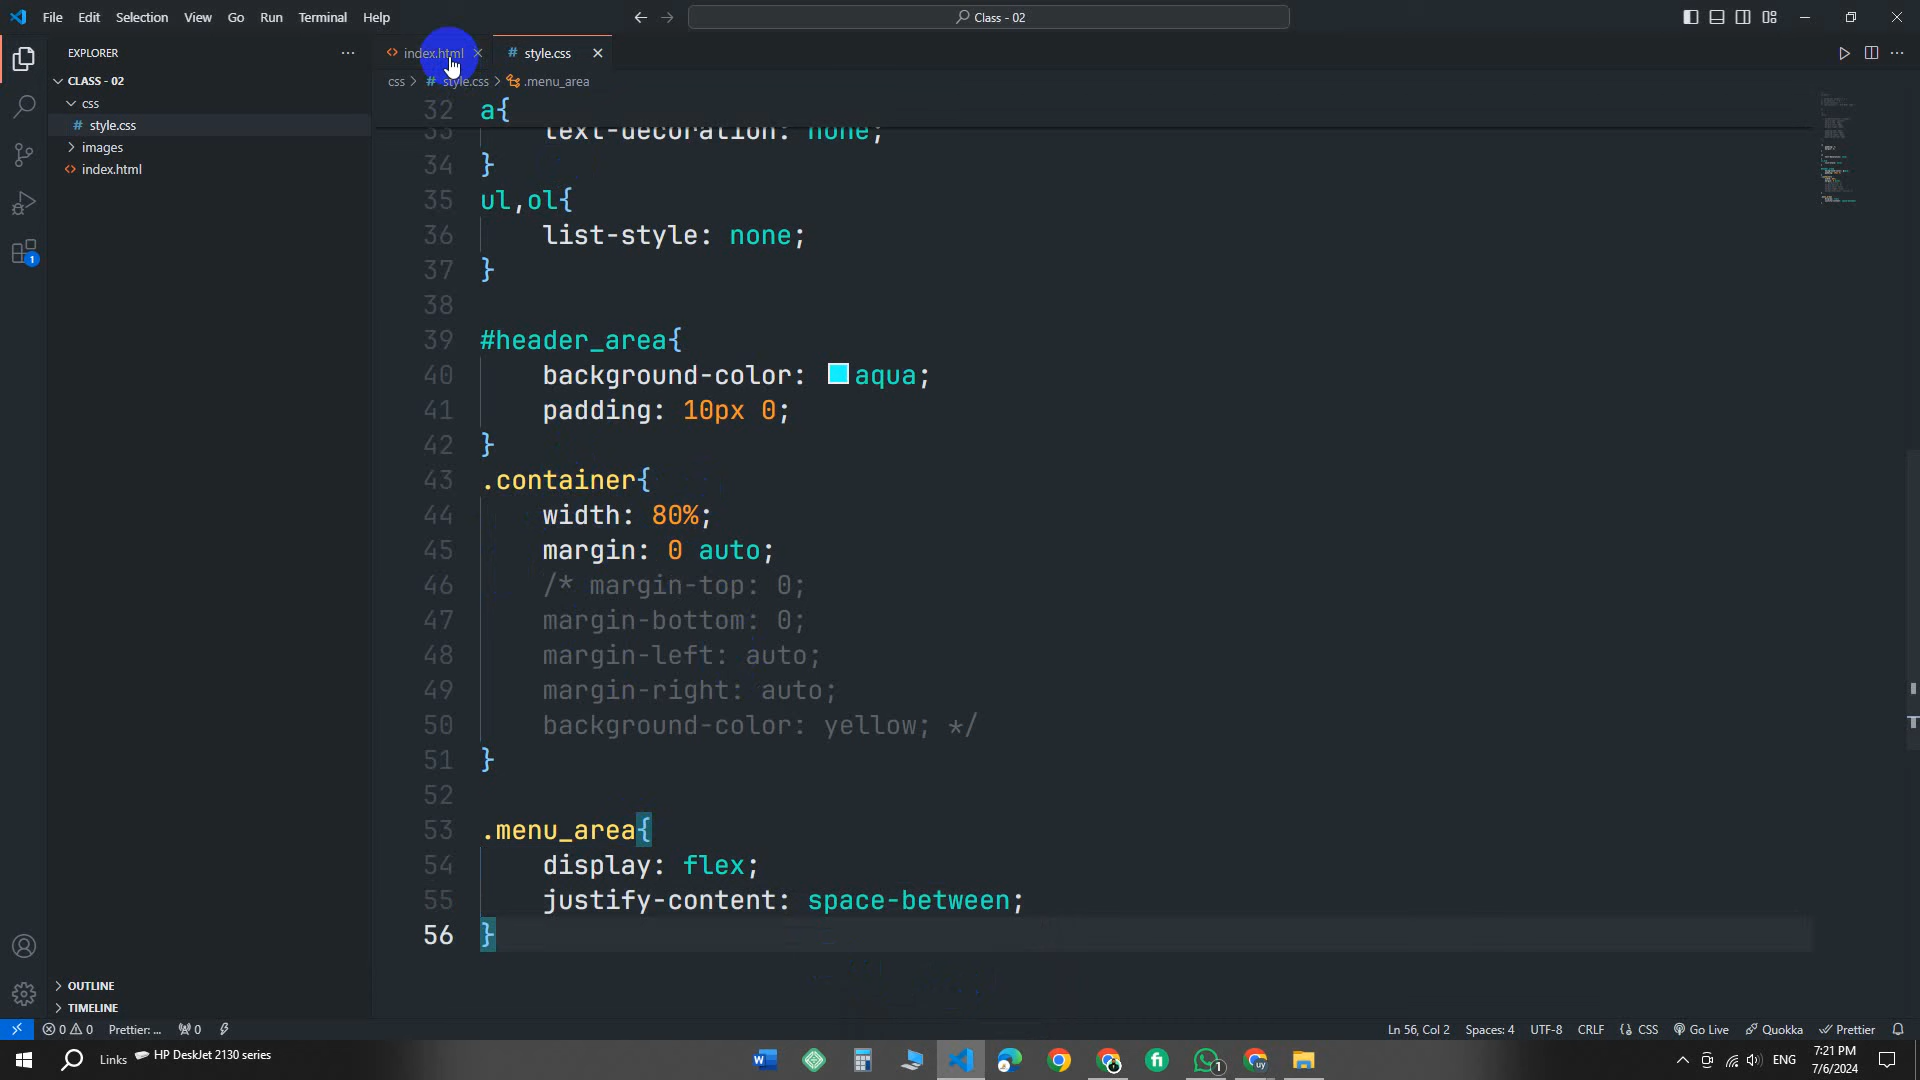 File Edit Selection View Go Run Terminal Help
Class - 02
EXPLORER
index.html
style.css
CLASS - 02
css > style.css > .menu_area
css
style.css
images
index.html
32 a{
33 text-decoration: none;
34 }
35 ul,ol{
36 list-style: none;
37 }
38
39 #header_area{
40 background-color: aqua;
41 padding: 10px 0;
42 }
43 .container{
44 width: 80%;
45 margin: 0 auto;
46 /* margin-top: 0;
47 margin-bottom: 0;
48 margin-left: auto;
49 margin-right: auto;
50 background-color: yellow; */
51 }
52
53 .menu_area{
54 display: flex;
55 justify-content: space-between;
56 }
1
OUTLINE
TIMELINE
0 0 Prettier: ... 0
Ln 56, Col 2 Spaces: 4 UTF-8 CRLF CSS Go Live Quokka Prettier
Links HP DeskJet 2130 series
1
ENG
7:21 PM
7/6/2024